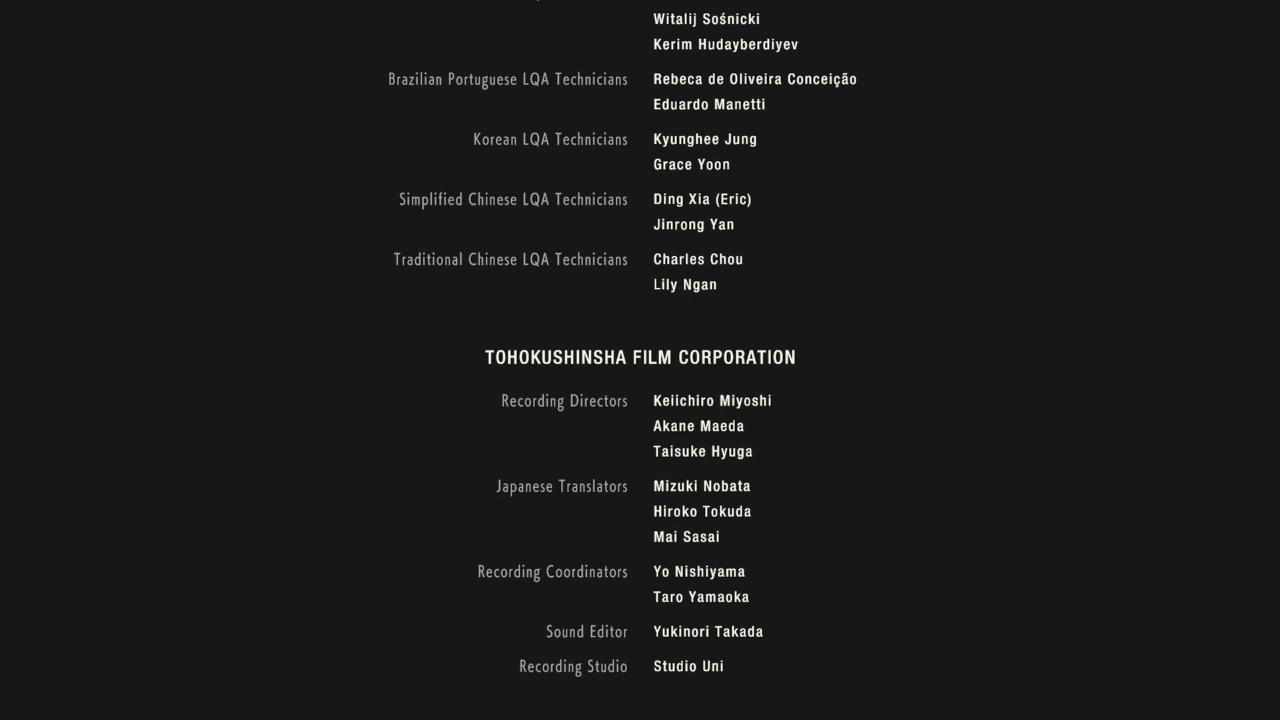 Witalij Sośnicki
Kerim Hudayberdiyev
Brazilian Portuguese LQA Technicians Rebeca de Oliveira Conceição
Eduardo Manetti
Korean LQA Technicians Kyunghee Jung
Grace Yoon
Simplified Chinese LQA Technicians Ding Xia (Eric)
Jinrong Yan
Traditional Chinese LQA Technicians Charles Chou
Lily Ngan
TOHOKUSHINSHA FILM CORPORATION
Recording Directors Keiichiro Miyoshi
Akane Maeda
Taisuke Hyuga
Japanese Translators Mizuki Nobata
Hiroko Tokuda
Mai Sasai
Recording Coordinators Yo Nishiyama
Taro Yamaoka
Sound Editor Yukinori Takada
Recording Studio Studio Uni